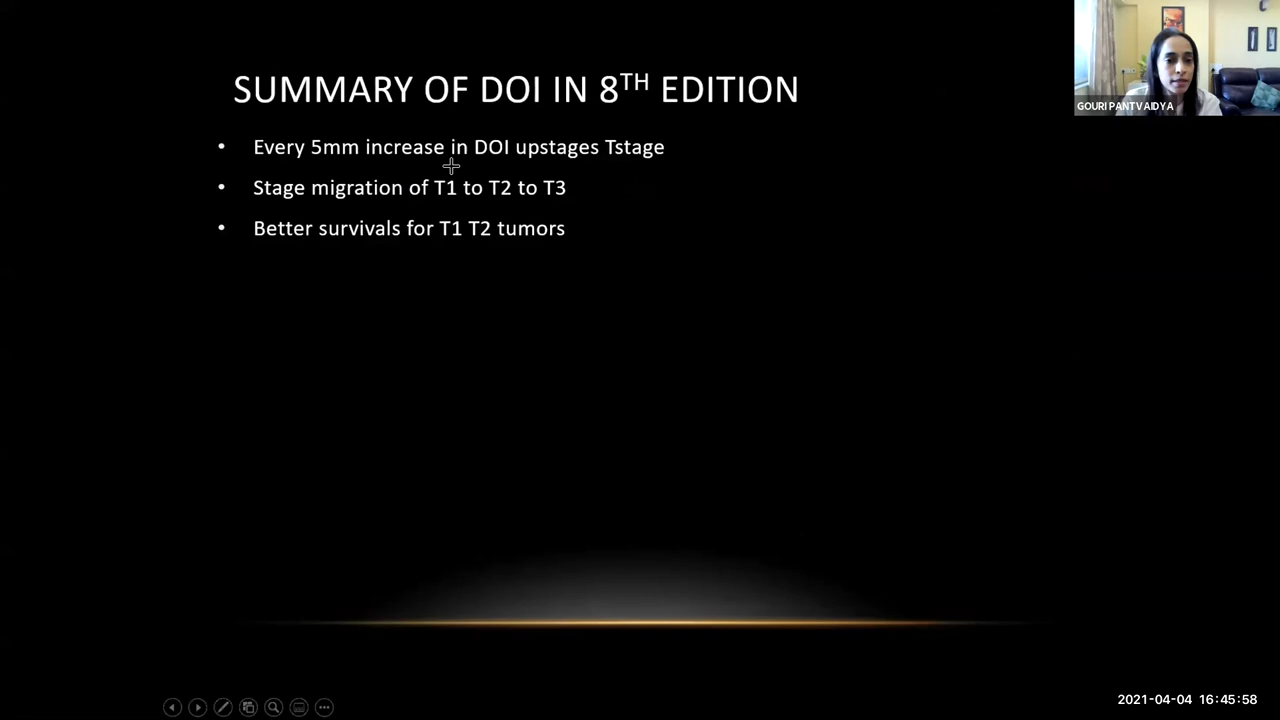 SUMMARY OF DOI IN 8TH EDITION
• Every 5mm increase in DOI upstages Tstage
• Stage migration of T1 to T2 to T3
• Better survivals for T1 T2 tumors
GOURI PANTVAIDYA
2021-04-04 16:45:58